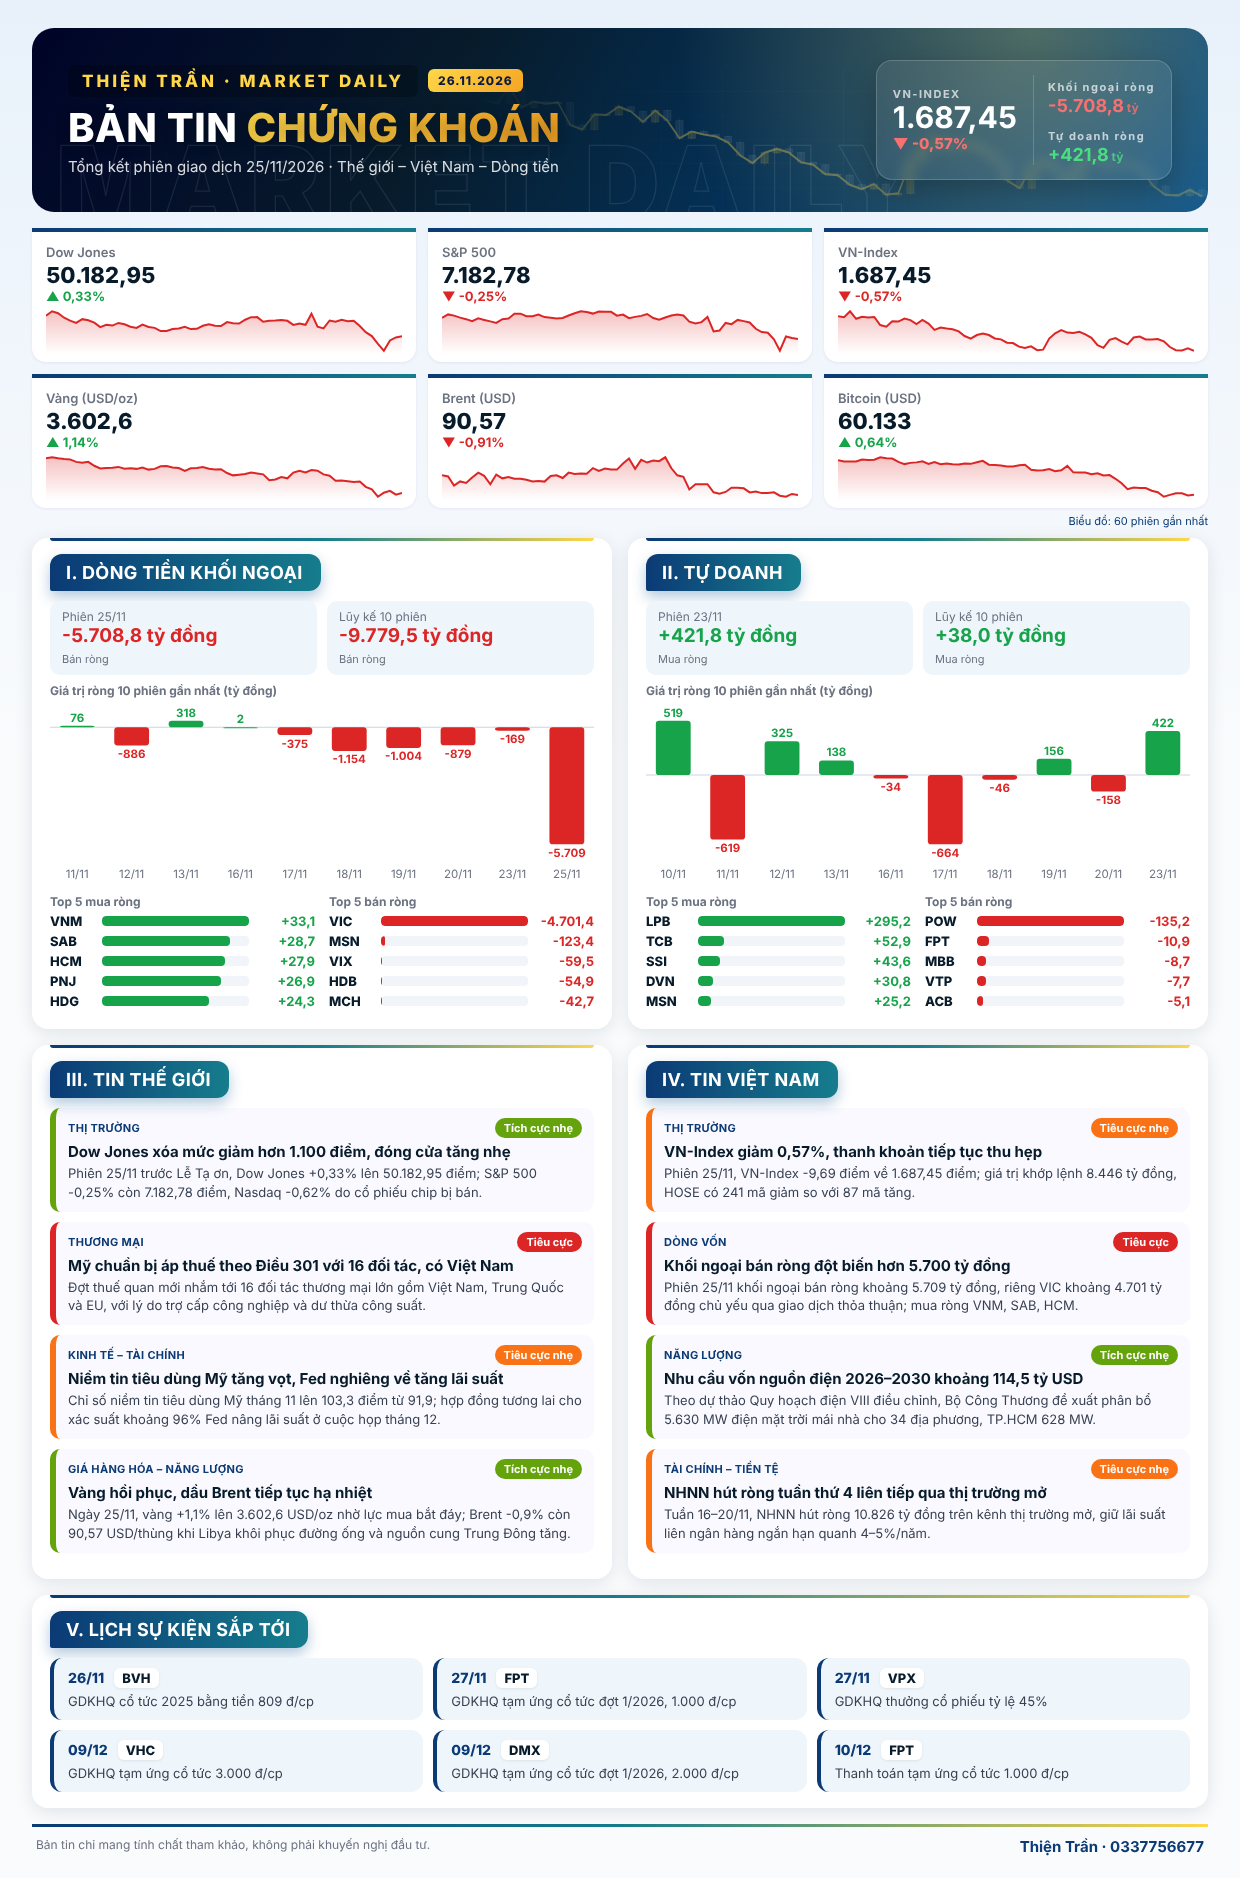 THIỆN TRẦN · MARKET DAILY
26.11.2026
BẢN TIN CHỨNG KHOÁN
Tổng kết phiên giao dịch 25/11/2026 · Thế giới – Việt Nam – Dòng tiền
MARKET DAILY
VN-INDEX
1.687,45
▼ -0,57%
Khối ngoại ròng
-5.708,8 tỷ
Tự doanh ròng
+421,8 tỷ
Dow Jones
50.182,95
▲ 0,33%
S&P 500
7.182,78
▼ -0,25%
VN-Index
1.687,45
▼ -0,57%
Vàng (USD/oz)
3.602,6
▲ 1,14%
Brent (USD)
90,57
▼ -0,91%
Bitcoin (USD)
60.133
▲ 0,64%
Biểu đồ: 60 phiên gần nhất
I. DÒNG TIỀN KHỐI NGOẠI
Phiên 25/11
-5.708,8 tỷ đồng
Bán ròng
Lũy kế 10 phiên
-9.779,5 tỷ đồng
Bán ròng
Giá trị ròng 10 phiên gần nhất (tỷ đồng)
76 -886 318 2 -375 -1.154 -1.004 -879 -169 -5.709
11/11 12/11 13/11 16/11 17/11 18/11 19/11 20/11 23/11 25/11
Top 5 mua ròng
VNM +33,1
SAB +28,7
HCM +27,9
PNJ +26,9
HDG +24,3
Top 5 bán ròng
VIC -4.701,4
MSN -123,4
VIX -59,5
HDB -54,9
MCH -42,7
II. TỰ DOANH
Phiên 23/11
+421,8 tỷ đồng
Mua ròng
Lũy kế 10 phiên
+38,0 tỷ đồng
Mua ròng
Giá trị ròng 10 phiên gần nhất (tỷ đồng)
519 -619 325 138 -34 -664 -46 156 -158 422
10/11 11/11 12/11 13/11 16/11 17/11 18/11 19/11 20/11 23/11
Top 5 mua ròng
LPB +295,2
TCB +52,9
SSI +43,6
DVN +30,8
MSN +25,2
Top 5 bán ròng
POW -135,2
FPT -10,9
MBB -8,7
VTP -7,7
ACB -5,1
III. TIN THẾ GIỚI
THỊ TRƯỜNG
Tích cực nhẹ
Dow Jones xóa mức giảm hơn 1.100 điểm, đóng cửa tăng nhẹ
Phiên 25/11 trước Lễ Tạ ơn, Dow Jones +0,33% lên 50.182,95 điểm; S&P 500
-0,25% còn 7.182,78 điểm, Nasdaq -0,62% do cổ phiếu chip bị bán.
THƯƠNG MẠI
Tiêu cực
Mỹ chuẩn bị áp thuế theo Điều 301 với 16 đối tác, có Việt Nam
Đợt thuế quan mới nhắm tới 16 đối tác thương mại lớn gồm Việt Nam, Trung Quốc
và EU, với lý do trợ cấp công nghiệp và dư thừa công suất.
KINH TẾ – TÀI CHÍNH
Tiêu cực nhẹ
Niềm tin tiêu dùng Mỹ tăng vọt, Fed nghiêng về tăng lãi suất
Chỉ số niềm tin tiêu dùng Mỹ tháng 11 lên 103,3 điểm từ 91,9; hợp đồng tương lai cho
xác suất khoảng 96% Fed nâng lãi suất ở cuộc họp tháng 12.
GIÁ HÀNG HÓA – NĂNG LƯỢNG
Tích cực nhẹ
Vàng hồi phục, dầu Brent tiếp tục hạ nhiệt
Ngày 25/11, vàng +1,1% lên 3.602,6 USD/oz nhờ lực mua bắt đáy; Brent -0,9% còn
90,57 USD/thùng khi Libya khôi phục đường ống và nguồn cung Trung Đông tăng.
IV. TIN VIỆT NAM
THỊ TRƯỜNG
Tiêu cực nhẹ
VN-Index giảm 0,57%, thanh khoản tiếp tục thu hẹp
Phiên 25/11, VN-Index -9,69 điểm về 1.687,45 điểm; giá trị khớp lệnh 8.446 tỷ đồng,
HOSE có 241 mã giảm so với 87 mã tăng.
DÒNG VỐN
Tiêu cực
Khối ngoại bán ròng đột biến hơn 5.700 tỷ đồng
Phiên 25/11 khối ngoại bán ròng khoảng 5.709 tỷ đồng, riêng VIC khoảng 4.701 tỷ
đồng chủ yếu qua giao dịch thỏa thuận; mua ròng VNM, SAB, HCM.
NĂNG LƯỢNG
Tích cực nhẹ
Nhu cầu vốn nguồn điện 2026–2030 khoảng 114,5 tỷ USD
Theo dự thảo Quy hoạch điện VIII điều chỉnh, Bộ Công Thương đề xuất phân bổ
5.630 MW điện mặt trời mái nhà cho 34 địa phương, TP.HCM 628 MW.
TÀI CHÍNH – TIỀN TỆ
Tiêu cực nhẹ
NHNN hút ròng tuần thứ 4 liên tiếp qua thị trường mở
Tuần 16–20/11, NHNN hút ròng 10.826 tỷ đồng trên kênh thị trường mở, giữ lãi suất
liên ngân hàng ngắn hạn quanh 4–5%/năm.
V. LỊCH SỰ KIỆN SẮP TỚI
26/11 BVH
GDKHQ cổ tức 2025 bằng tiền 809 đ/cp
27/11 FPT
GDKHQ tạm ứng cổ tức đợt 1/2026, 1.000 đ/cp
27/11 VPX
GDKHQ thưởng cổ phiếu tỷ lệ 45%
09/12 VHC
GDKHQ tạm ứng cổ tức 3.000 đ/cp
09/12 DMX
GDKHQ tạm ứng cổ tức đợt 1/2026, 2.000 đ/cp
10/12 FPT
Thanh toán tạm ứng cổ tức 1.000 đ/cp
Bản tin chỉ mang tính chất tham khảo, không phải khuyến nghị đầu tư.
Thiện Trần · 0337756677